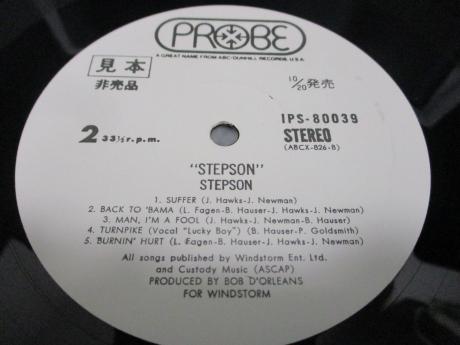 PROBE
A GREAT NAME FROM ABC/DUNHILL RECORDS, U.S.A.
見本
非売品
10/20発売
IPS-80039
2 33⅓ r.p.m.
STEREO
(ABCX-826-B)
"STEPSON"
STEPSON
1. SUFFER (J. Hawks-J. Newman)
2. BACK TO 'BAMA (L. Fagen-B. Hauser-J. Hawks-J. Newman)
3. MAN, I'M A FOOL (J. Hawks-J. Newman)
4. TURNPIKE (Vocal "Lucky Boy") (B. Hauser-P. Goldsmith)
5. BURNIN' HURT (L. Fagen-B. Hauser-J. Hawks-J. Newman)
All songs published by Windstorm Ent. Ltd.
and Custody Music (ASCAP)
PRODUCED BY BOB D'ORLEANS
FOR WINDSTORM